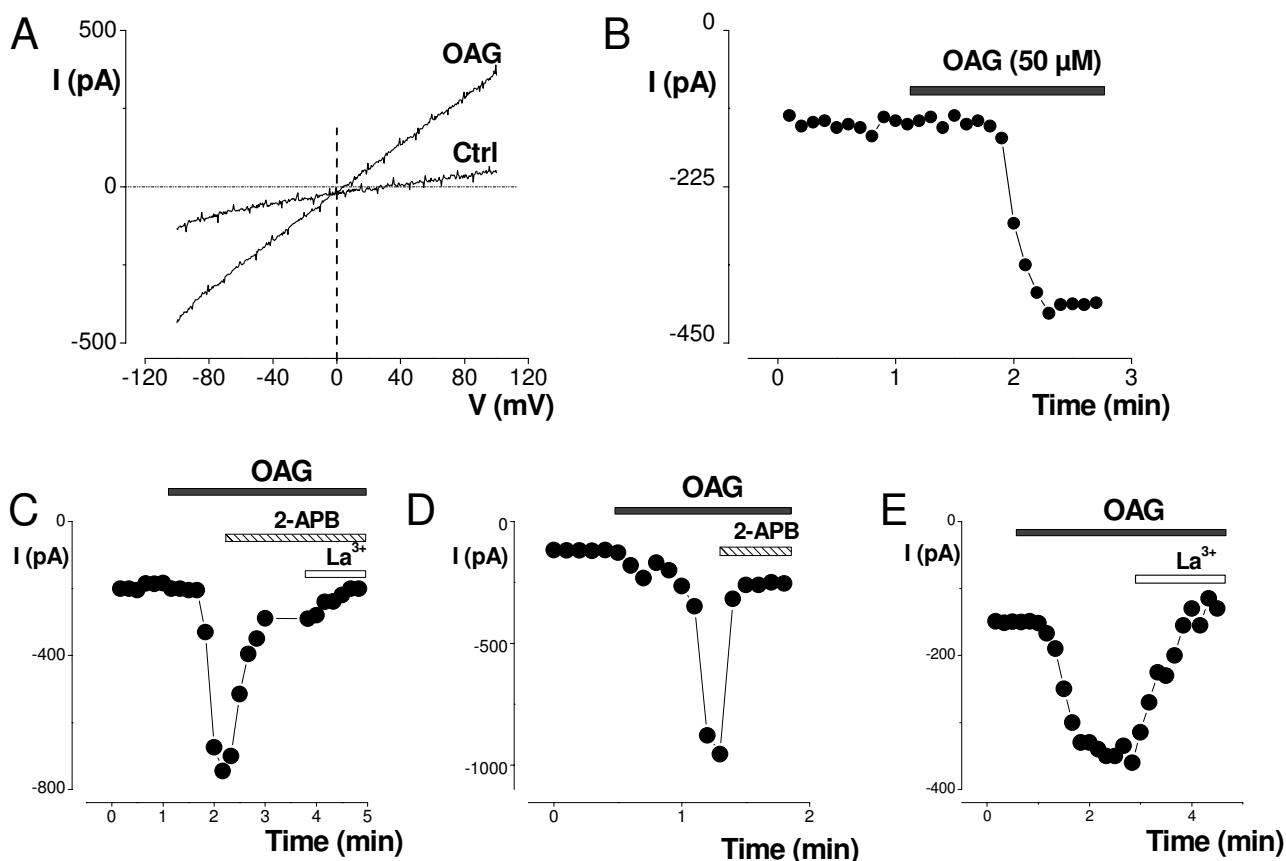 A
500
I (pA)
OAG
Ctrl
0
-500
-120 -80 -40 0 40 80 120
V (mV)
B
0
I (pA)
OAG (50 µM)
-225
-450
0 1 2 3
Time (min)
C
OAG
2-APB
La3+
0
I (pA)
-400
-800
0 1 2 3 4 5
Time (min)
D
OAG
2-APB
0
I (pA)
-500
-1000
0 1 2
Time (min)
E
OAG
La3+
0
I (pA)
-200
-400
0 2 4
Time (min)